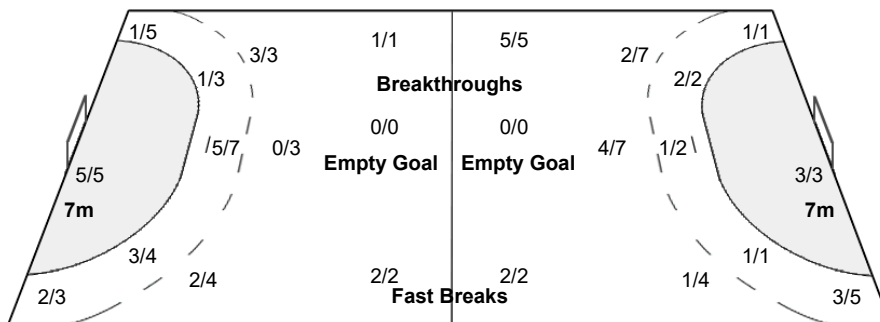 1/5 3/3 1/1 5/5 2/7 1/1
1/3 Breakthroughs 2/2
5/7 0/3 0/0 0/0 4/7 1/2
Empty Goal Empty Goal
5/5 3/3
7m 7m
3/4 1/1
2/3 2/4 2/2 2/2 1/4 3/5
Fast Breaks